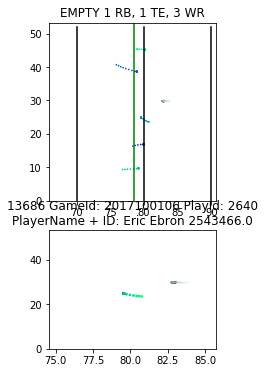 EMPTY 1 RB, 1 TE, 3 WR
50
40
30
20
10
0
70 75 80 85 90
13686 GameId: 2017100106 PlayId: 2640
PlayerName + ID: Eric Ebron 2543466.0
40
20
0
75.0 77.5 80.0 82.5 85.0